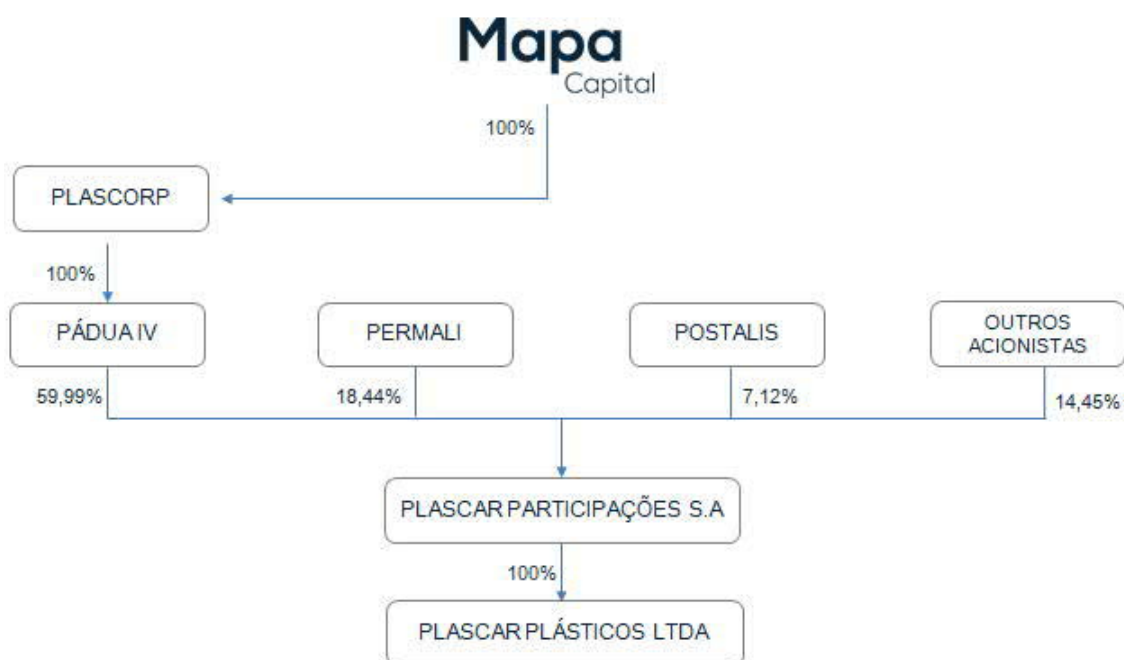 Mapa
Capital
100%
PLASCORP
100%
PÁDUA IV
PERMALI
POSTALIS
OUTROS
ACIONISTAS
59,99%
18,44%
7,12%
14,45%
PLASCAR PARTICIPAÇÕES S.A
100%
PLASCAR PLÁSTICOS LTDA